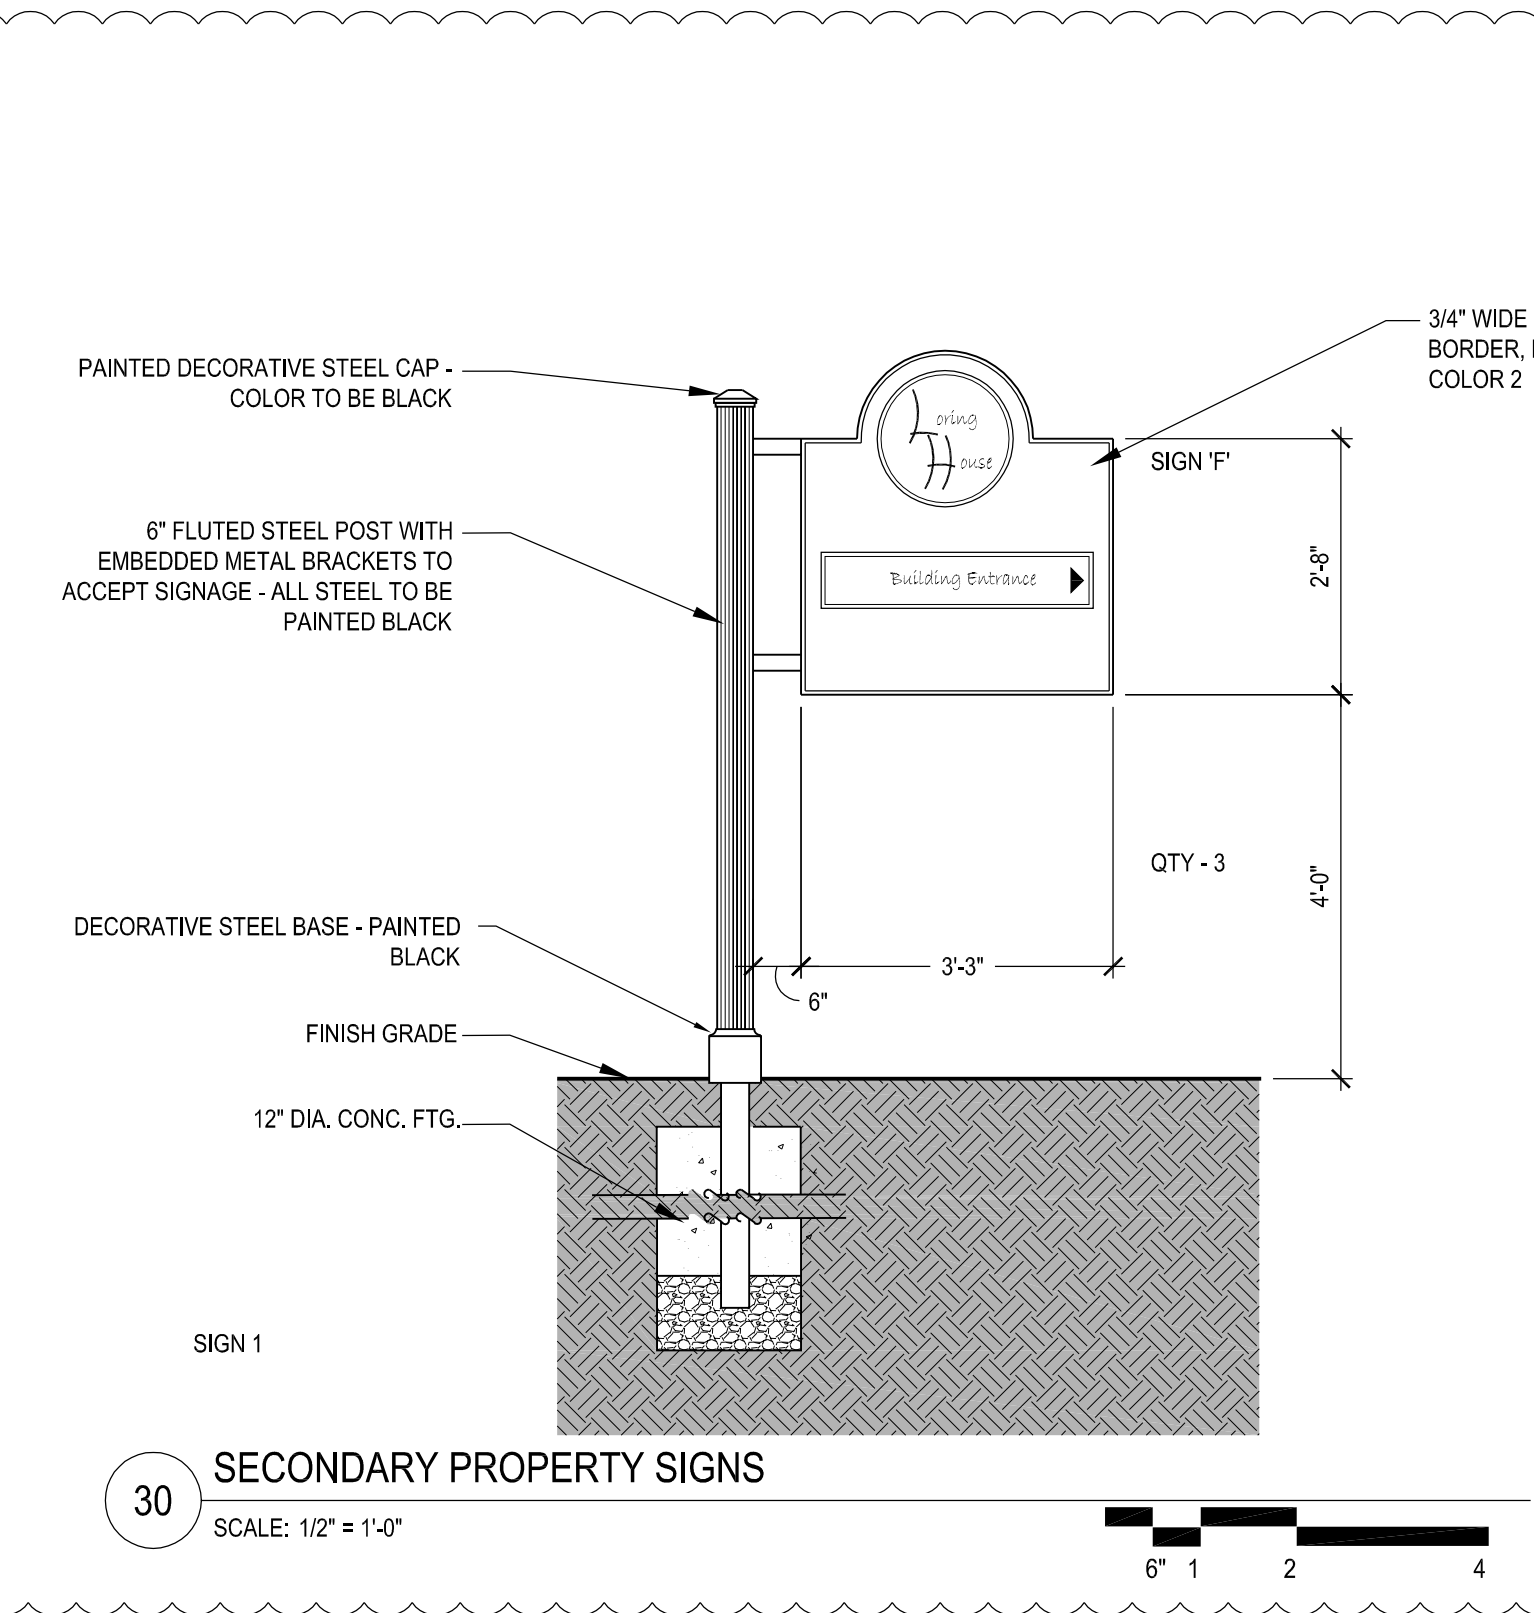 PAINTED DECORATIVE STEEL CAP -
COLOR TO BE BLACK
6" FLUTED STEEL POST WITH
EMBEDDED METAL BRACKETS TO
ACCEPT SIGNAGE - ALL STEEL TO BE
PAINTED BLACK
DECORATIVE STEEL BASE - PAINTED
BLACK
FINISH GRADE
12" DIA. CONC. FTG.
SIGN 1
Loring
House
Building Entrance
3/4" WIDE
BORDER,
COLOR 2
SIGN 'F'
2'-8"
QTY - 3
4'-0"
3'-3"
6"
30
SECONDARY PROPERTY SIGNS
SCALE: 1/2" = 1'-0"
6" 1 2 4